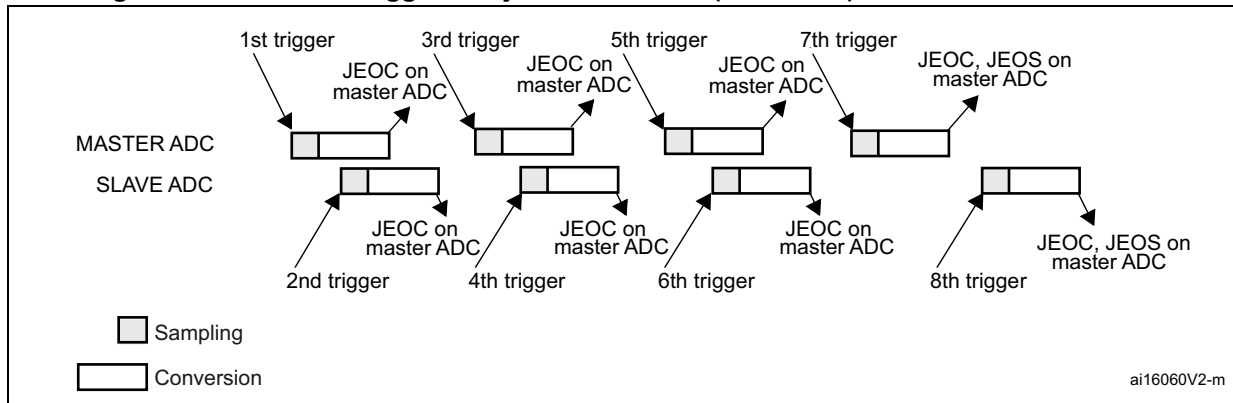 1st trigger
JEOC on
master ADC
3rd trigger
JEOC on
master ADC
5th trigger
JEOC on
master ADC
7th trigger
JEOC, JEOS on
master ADC
MASTER ADC
SLAVE ADC
JEOC on
master ADC
2nd trigger
JEOC on
master ADC
4th trigger
JEOC on
master ADC
6th trigger
JEOC, JEOS on
master ADC
8th trigger
Sampling
Conversion
ai16060V2-m